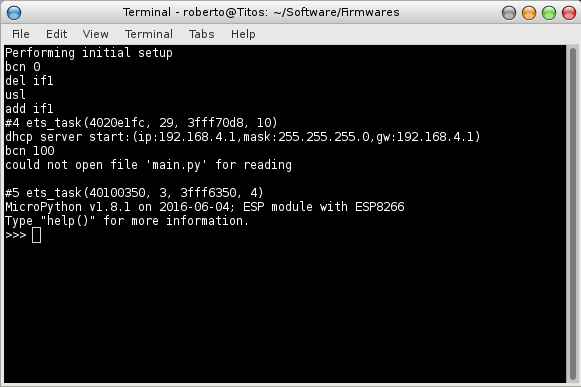 Terminal - roberto@Titos: ~/Software/Firmwares
File Edit View Terminal Tabs Help
Performing initial setup
bcn 0
del if1
usl
add if1
#4 ets_task(4020e1fc, 29, 3fff70d8, 10)
dhcp server start:(ip:192.168.4.1,mask:255.255.255.0,gw:192.168.4.1)
bcn 100
could not open file 'main.py' for reading
#5 ets_task(40100350, 3, 3fff6350, 4)
MicroPython v1.8.1 on 2016-06-04; ESP module with ESP8266
Type "help()" for more information.
>>>